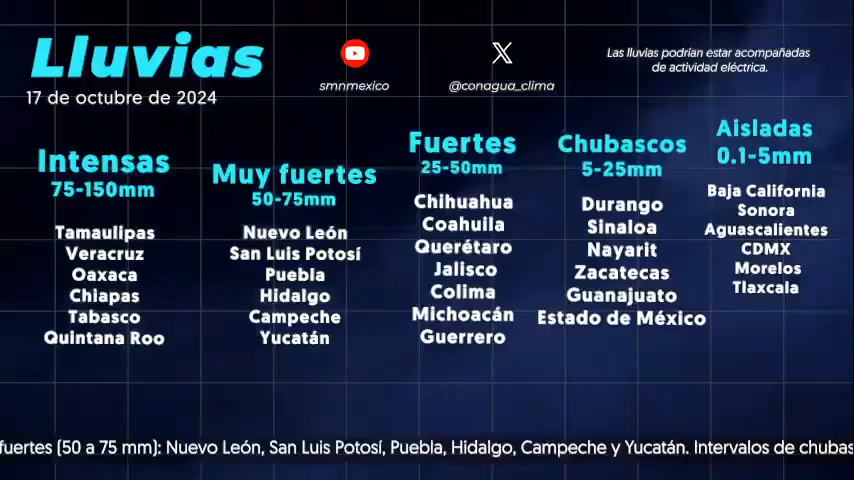 Lluvias
17 de octubre de 2024
smnmexico
@conagua_clima
Las lluvias podrían estar acompañadas
de actividad eléctrica.
Intensas
75-150mm
Tamaulipas
Veracruz
Oaxaca
Chiapas
Tabasco
Quintana Roo
Muy fuertes
50-75mm
Nuevo León
San Luis Potosí
Puebla
Hidalgo
Campeche
Yucatán
Fuertes
25-50mm
Chihuahua
Coahuila
Querétaro
Jalisco
Colima
Michoacán
Guerrero
Chubascos
5-25mm
Durango
Sinaloa
Nayarit
Zacatecas
Guanajuato
Estado de México
Aisladas
0.1-5mm
Baja California
Sonora
Aguascalientes
CDMX
Morelos
Tlaxcala
fuertes (50 a 75 mm): Nuevo León, San Luis Potosí, Puebla, Hidalgo, Campeche y Yucatán. Intervalos de chubas